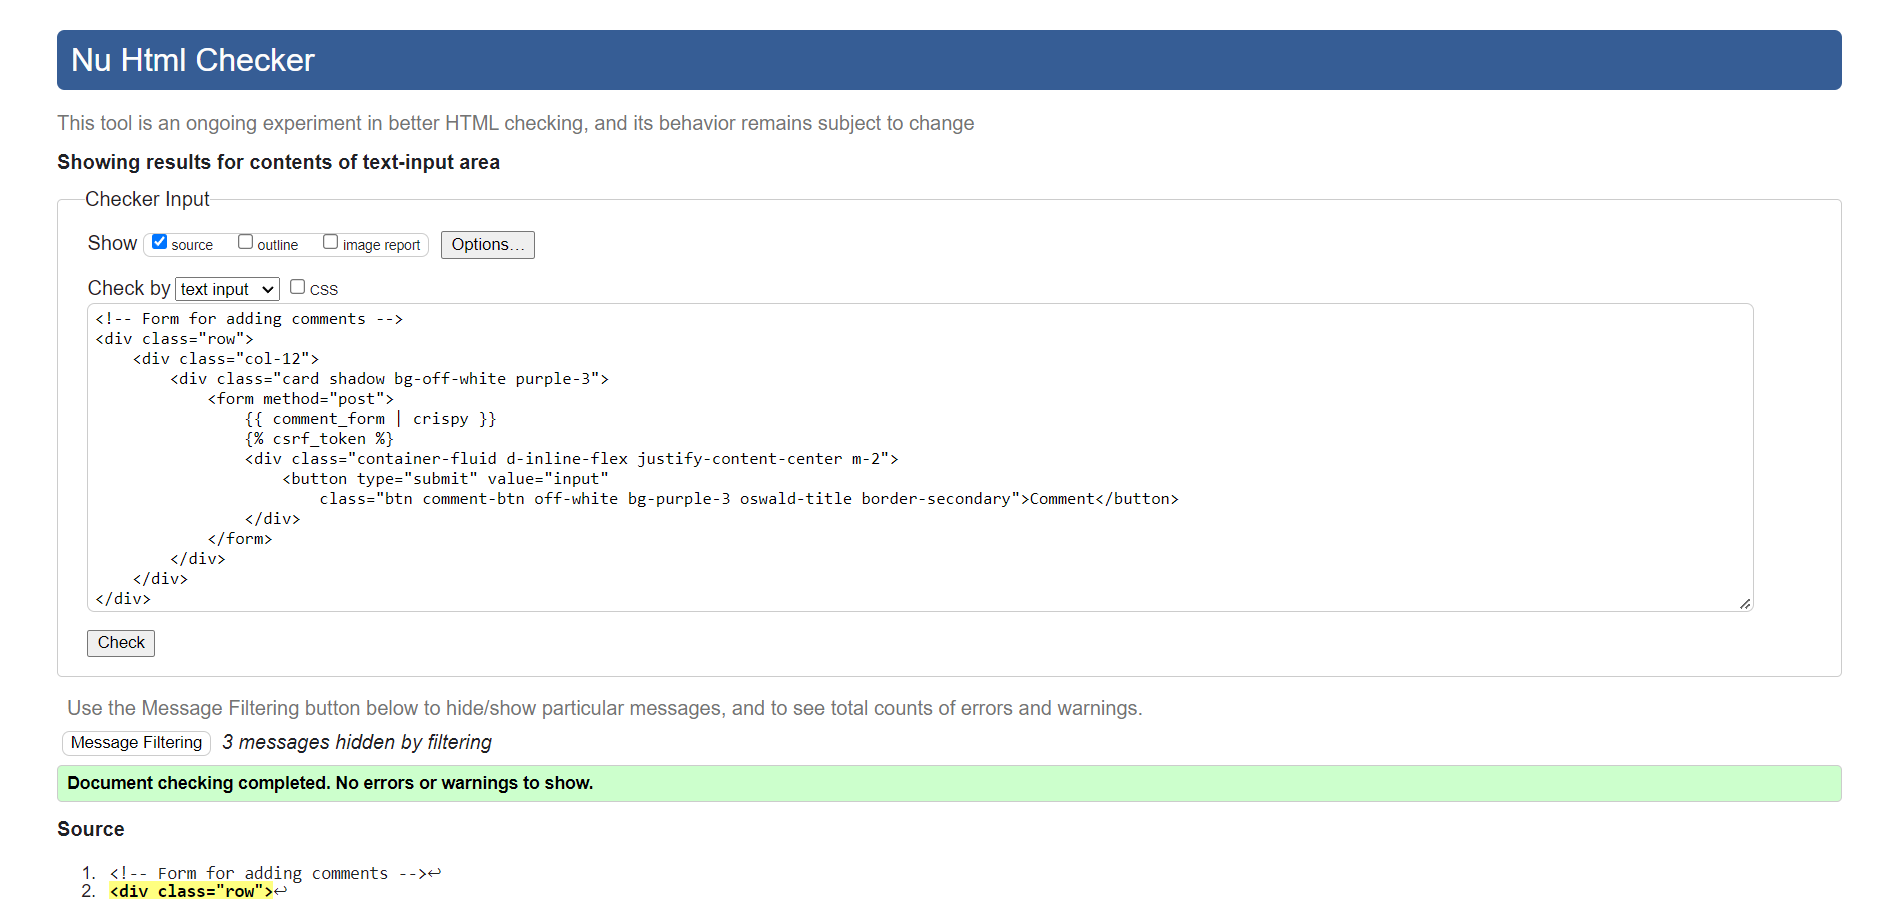 Nu Html Checker
This tool is an ongoing experiment in better HTML checking, and its behavior remains subject to change
Showing results for contents of text-input area
Checker Input
Show source outline image report Options...
Check by text input CSS
<!-- Form for adding comments -->
<div class="row">
    <div class="col-12">
        <div class="card shadow bg-off-white purple-3">
            <form method="post">
                {{ comment_form | crispy }}
                {% csrf_token %}
                <div class="container-fluid d-inline-flex justify-content-center m-2">
                    <button type="submit" value="input"
                        class="btn comment-btn off-white bg-purple-3 oswald-title border-secondary">Comment</button>
                </div>
            </form>
        </div>
    </div>
</div>
Check
Use the Message Filtering button below to hide/show particular messages, and to see total counts of errors and warnings.
Message Filtering 3 messages hidden by filtering
Document checking completed. No errors or warnings to show.
Source
1. <!-- Form for adding comments -->↩
2. <div class="row">↩